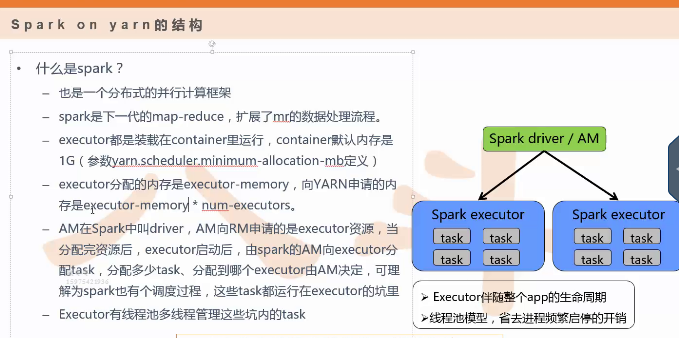 Spark on yarn的结构
• 什么是spark？
– 也是一个分布式的并行计算框架
– spark是下一代的map-reduce，扩展了mr的数据处理流程。
– executor都是装载在container里运行，container默认内存是
1G（参数yarn.scheduler.minimum-allocation-mb定义）
– executor分配的内存是executor-memory，向YARN申请的内
存是executor-memory * num-executors。
– AM在Spark中叫driver，AM向RM申请的是executor资源，当
分配完资源后，executor启动后，由spark的AM向executor分
配task，分配多少task、分配到哪个executor由AM决定，可理
解为spark也有个调度过程，这些task都运行在executor的坑里
– Executor有线程池多线程管理这些坑内的task
Spark driver / AM
Spark executor
task task
task task
Spark executor
task task
task task
➢ Executor伴随整个app的生命周期
➢ 线程池模型，省去进程频繁启停的开销